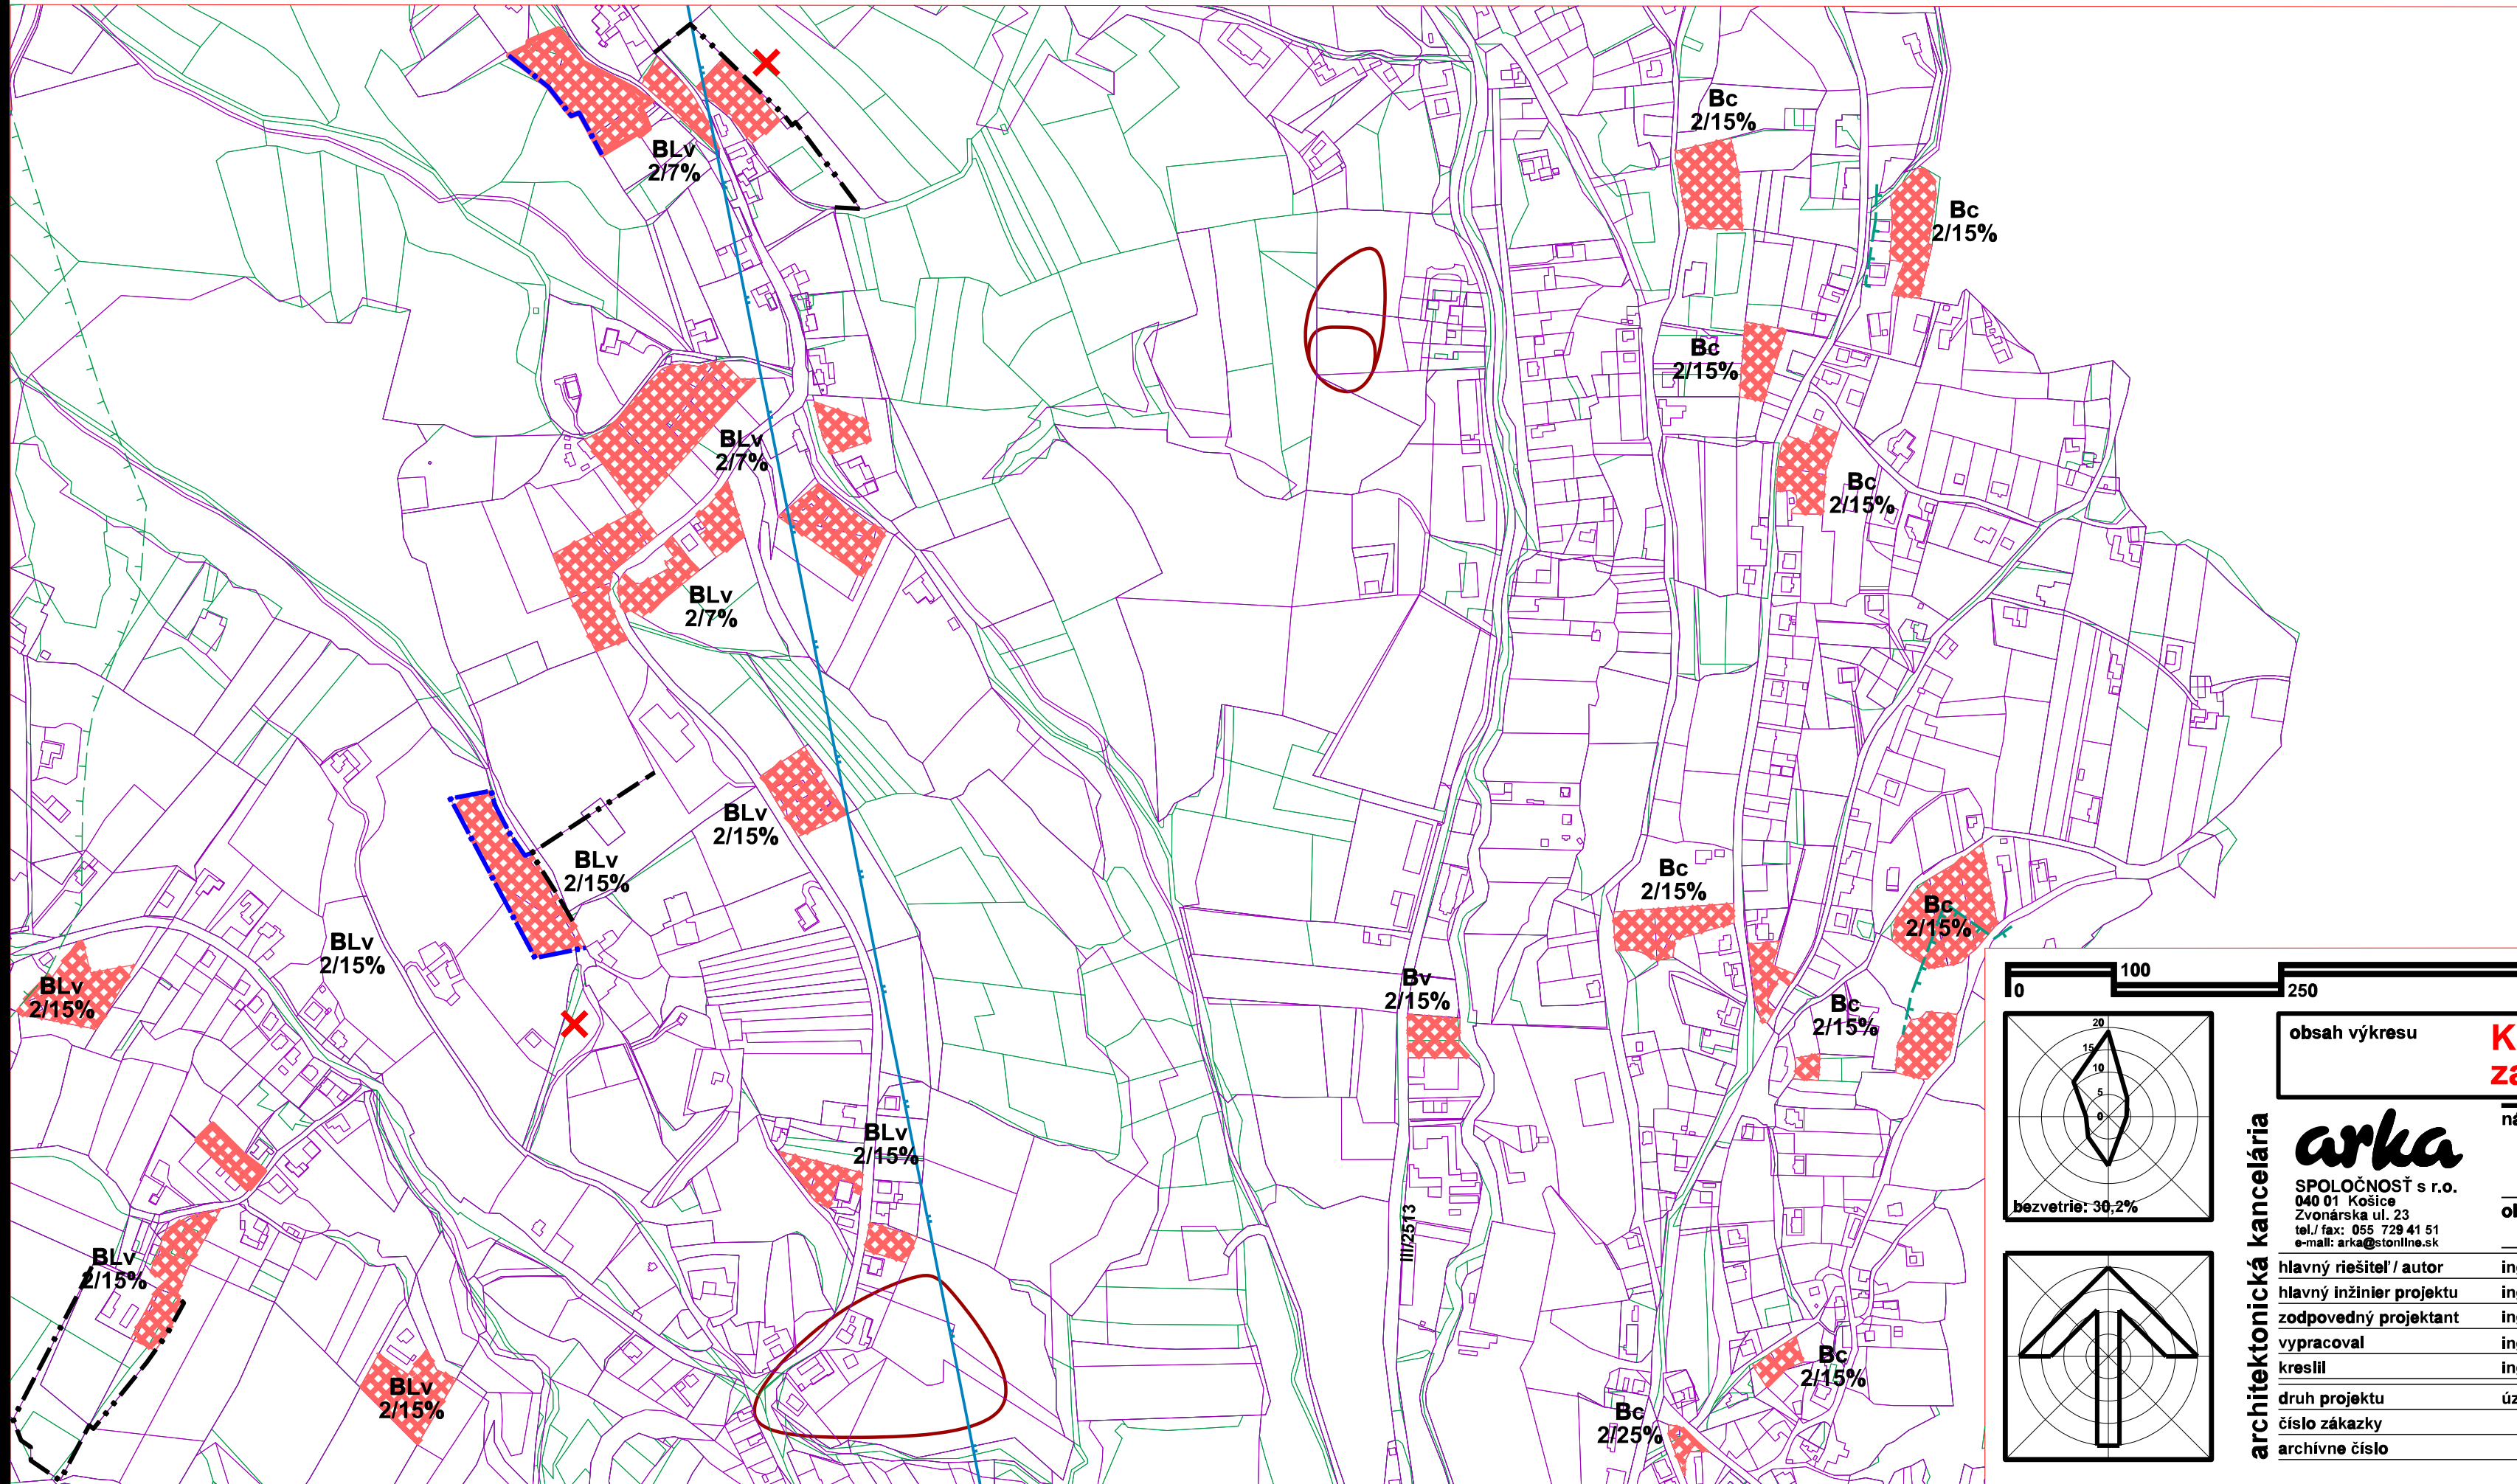 BLv
2/7%
Bc
2/15%
Bc
2/15%
Bc
2/15%
BLv
2/7%
Bc
2/15%
BLv
2/7%
BLv
2/15%
BLv
2/15%
Bc
2/15%
BLv
2/15%
Bc
2/15%
BLv
2/15%
Bv
2/15%
Bc
2/15%
BLv
2/15%
III/2513
BLv
2/15%
BLv
2/15%
Bc
2/15%
Bc
2/25%
0
100
250
20
15
10
5
0
bezvetrie: 30,2%
obsah výkresu
architektonická kancelária
arka
SPOLOČNOSŤ s r.o.
040 01 Košice
Zvonárska ul. 23
tel./ fax: 055 729 41 51
e-mail: arka@stonline.sk
hlavný riešiteľ / autor
hlavný inžinier projektu
zodpovedný projektant
vypracoval
kreslil
druh projektu
číslo zákazky
archívne číslo